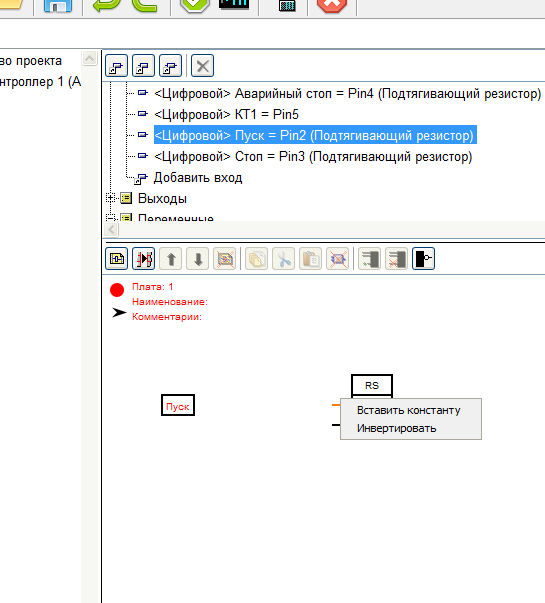 во проекта
нтроллер 1 (А
<Цифровой> Аварийный стоп = Pin4 (Подтягивающий резистор)
<Цифровой> КТ1 = Pin5
<Цифровой> Пуск = Pin2 (Подтягивающий резистор)
<Цифровой> Стоп = Pin3 (Подтягивающий резистор)
Добавить вход
Выходы
Переменные
Плата: 1
Наименование:
Комментарии:
RS
Пуск
Вставить константу
Инвертировать